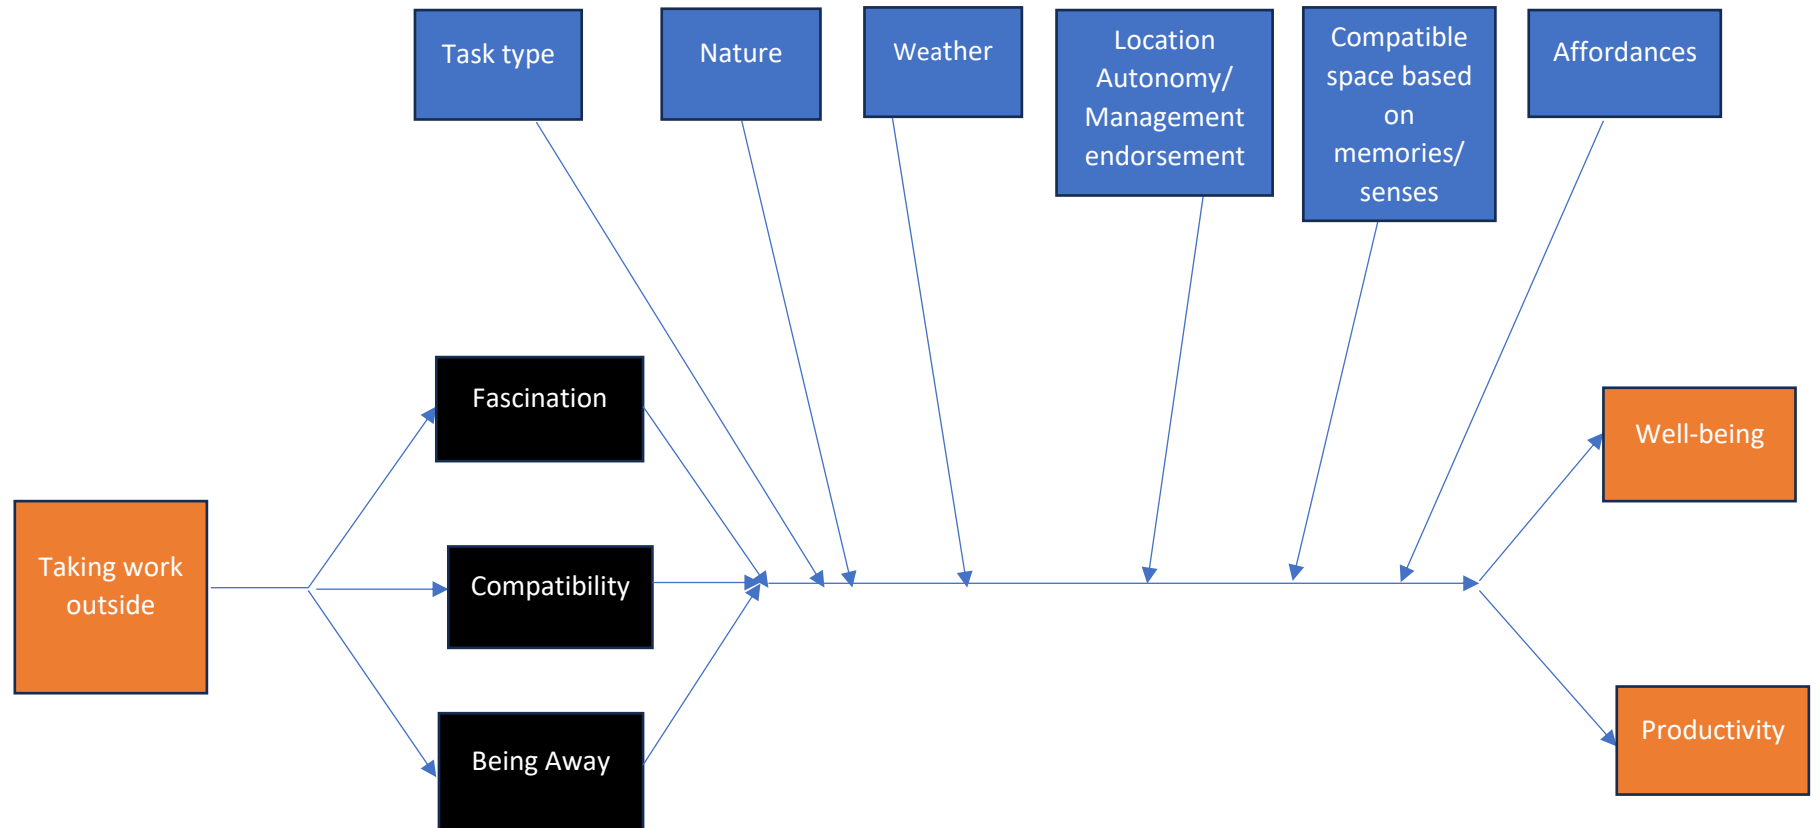 Task type
Nature
Weather
Location
Autonomy/
Management
endorsement
Compatible
space based
on
memories/
senses
Affordances
Fascination
Well-being
Taking work
outside
Compatibility
Being Away
Productivity